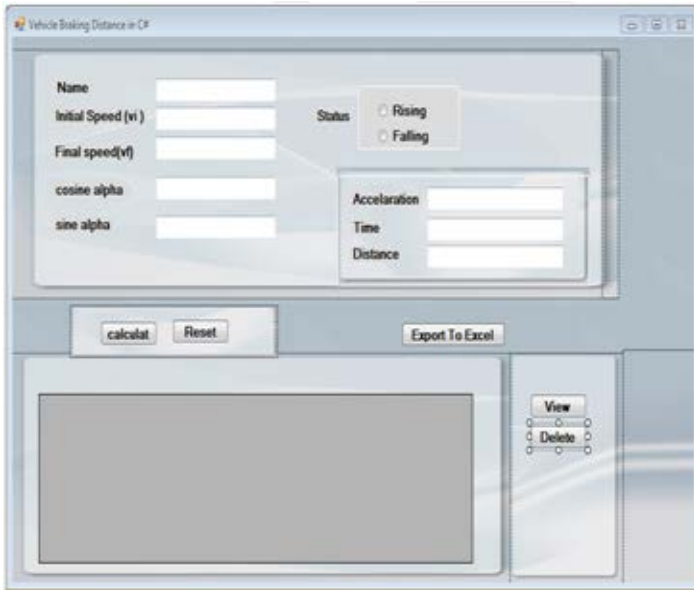 Vehicle Braking Distance in C#
Name
Initial Speed (vi )
Final speed(vf)
cosine alpha
sine alpha
Status
Rising
Falling
Accelaration
Time
Distance
calculat
Reset
Export To Excel
View
Delete